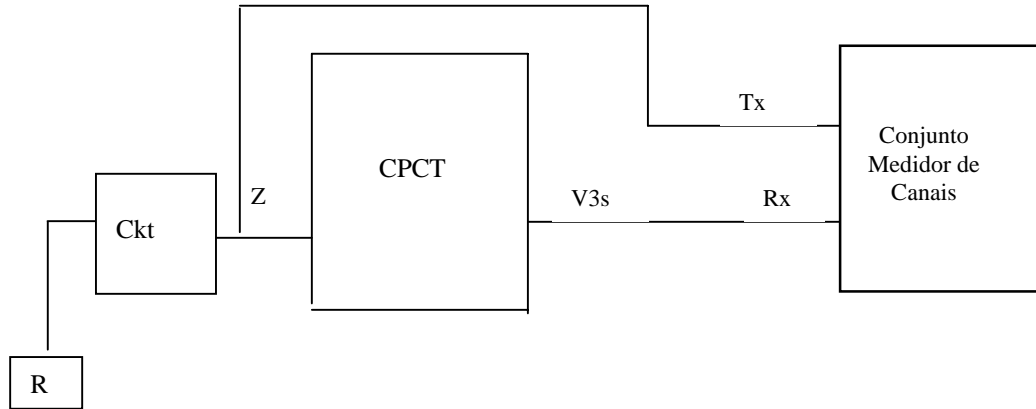 Tx
Conjunto
Medidor de
Canais
CPCT
Z
V3s
Rx
Ckt
R